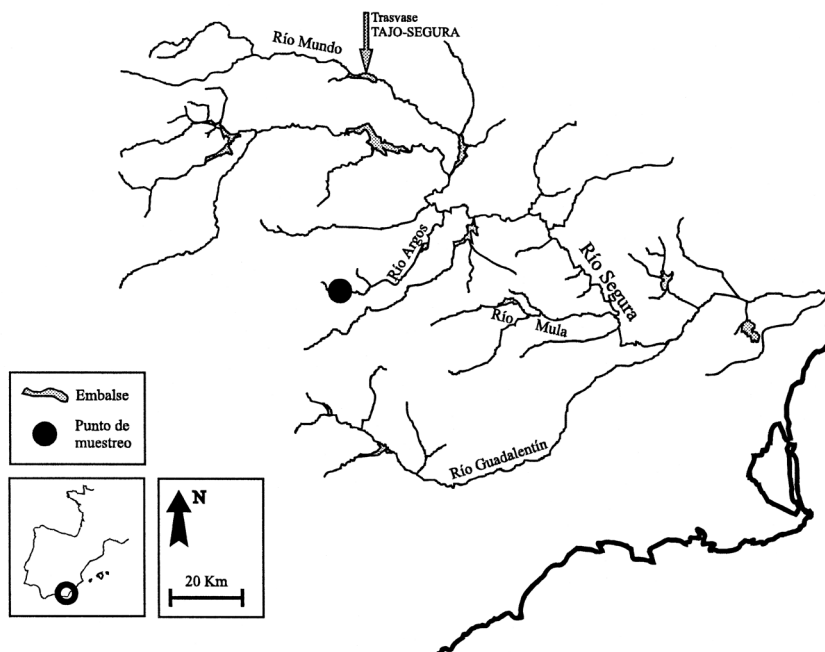 Trasvase
TAJO-SEGURA
Río Mundo
Río Argos
Río Segura
Río Mula
Río Guadalentín
Embalse
Punto de
muestreo
N
20 Km